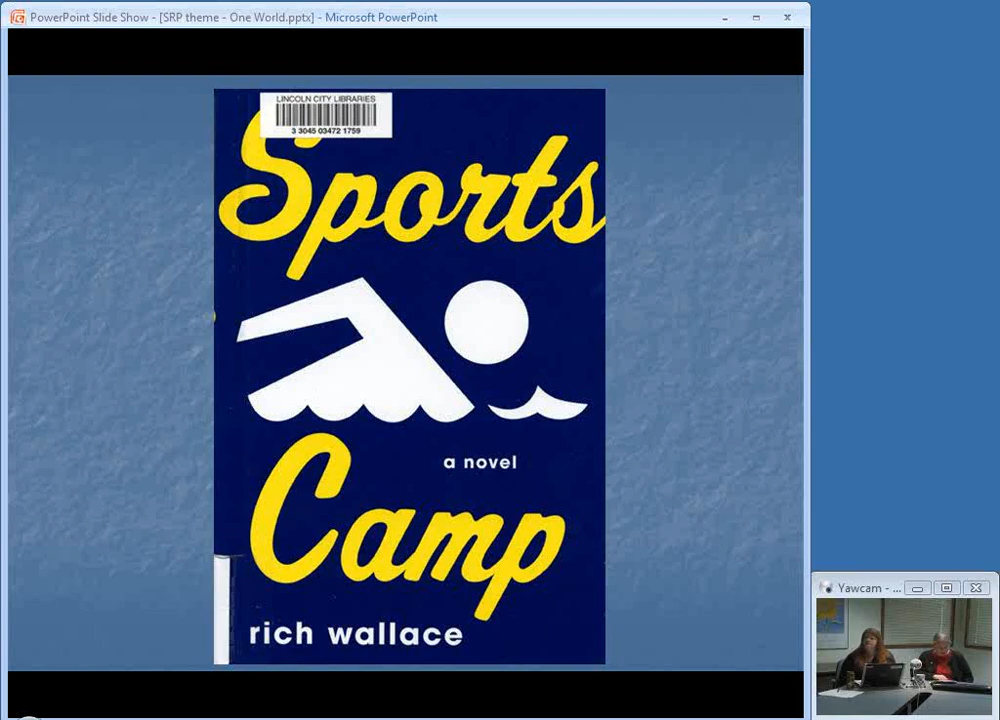 PowerPoint Slide Show - [SRP theme - One World.pptx] - Microsoft PowerPoint
LINCOLN CITY LIBRARIES
3 3045 03472 1759
Sports
a novel
Camp
rich wallace
Yawcam - ...